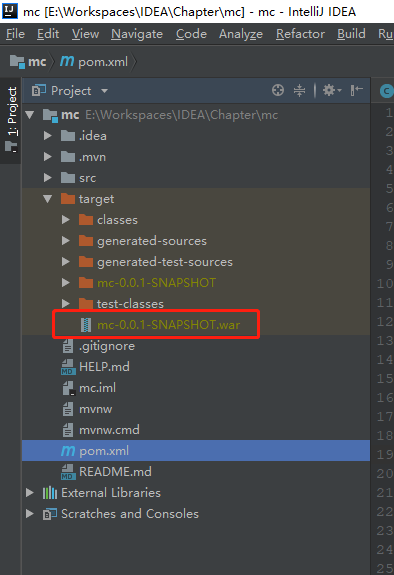 mc [E:\Workspaces\IDEA\Chapter\mc] - mc - IntelliJ IDEA
File Edit View Navigate Code Analyze Refactor Build Ru
mc pom.xml
1: Project
Project
mc E:\Workspaces\IDEA\Chapter\mc
.idea
.mvn
src
target
classes
generated-sources
generated-test-sources
mc-0.0.1-SNAPSHOT
test-classes
mc-0.0.1-SNAPSHOT.war
.gitignore
HELP.md
mc.iml
mvnw
mvnw.cmd
pom.xml
README.md
External Libraries
Scratches and Consoles
1
2
3
4
5
6
7
8
9
10
11
12
13
14
15
16
17
18
19
20
21
22
23
24
25